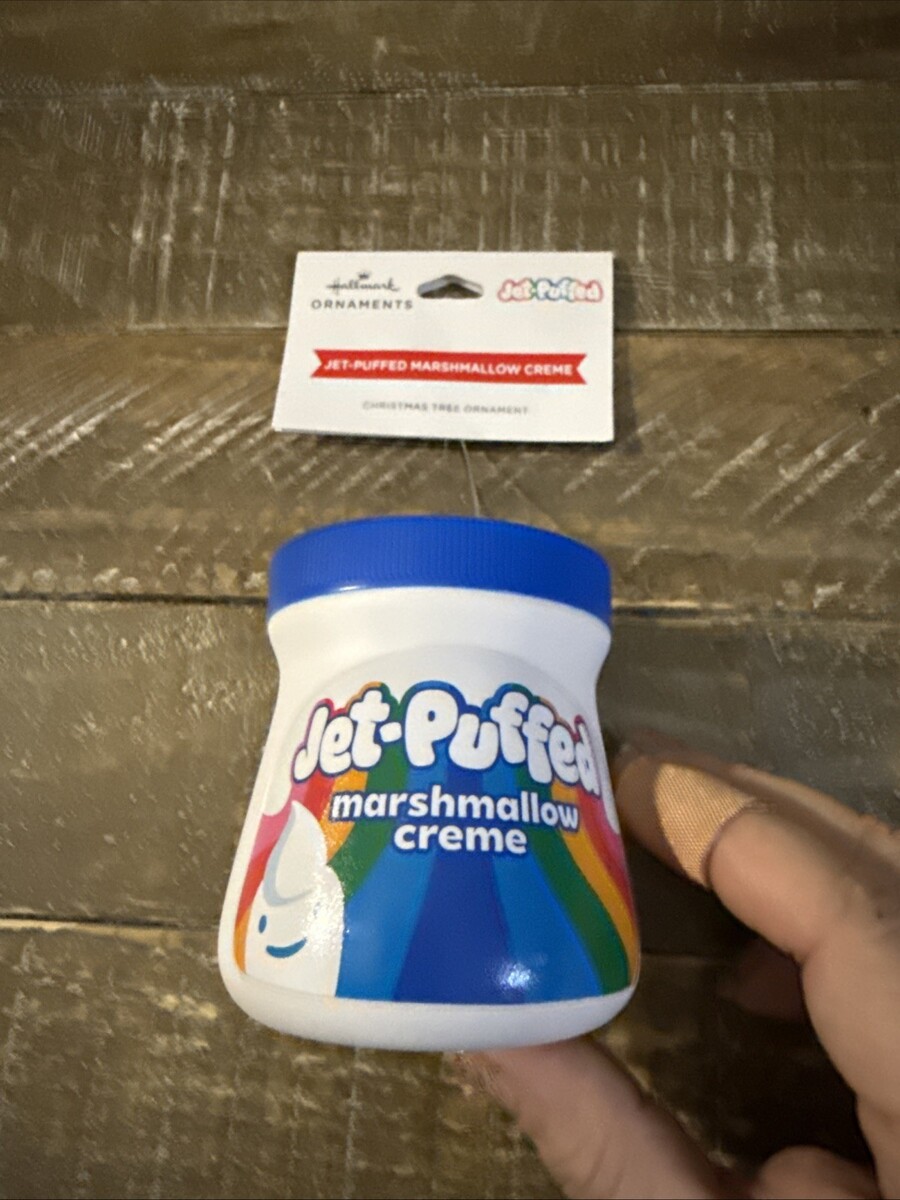 Hallmark
ORNAMENTS
Jet-Puffed
JET-PUFFED MARSHMALLOW CREME
CHRISTMAS TREE ORNAMENT
Jet-Puffed
marshmallow
creme